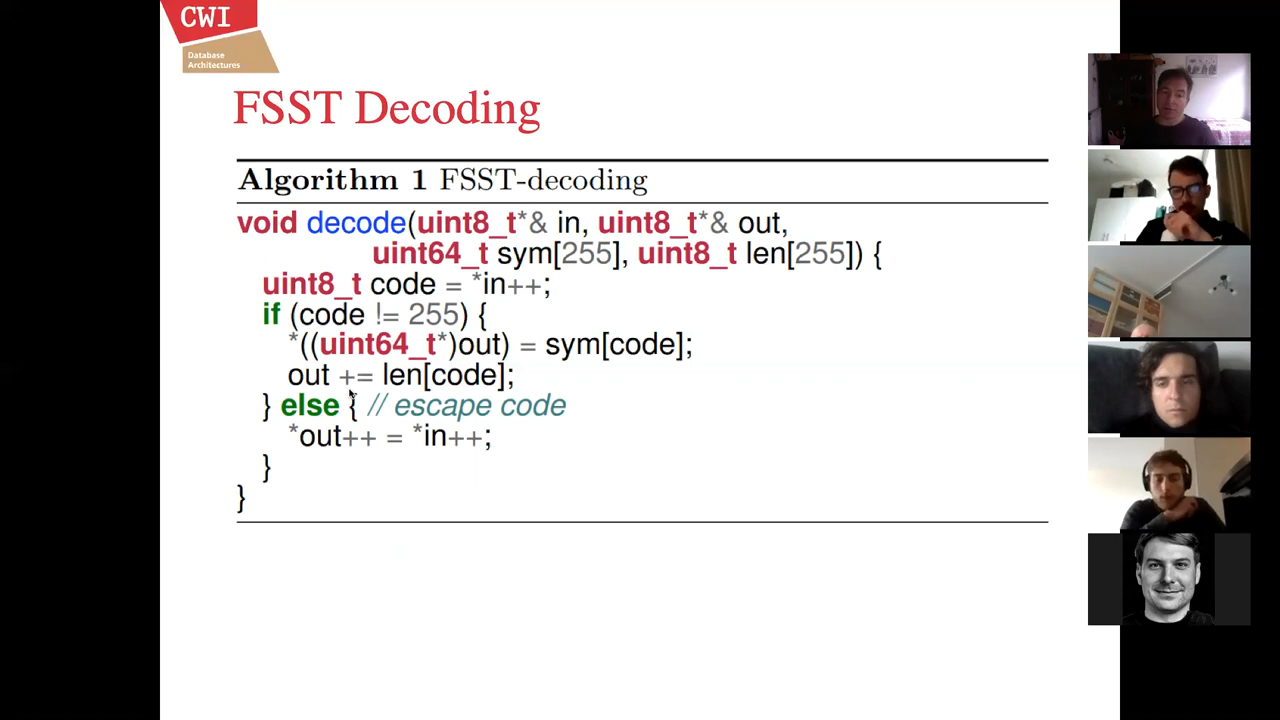 CWI
Database
Architectures
FSST Decoding
Algorithm 1 FSST-decoding
void decode(uint8_t*& in, uint8_t*& out,
uint64_t sym[255], uint8_t len[255]) {
uint8_t code = *in++;
if (code != 255) {
*((uint64_t*)out) = sym[code];
out += len[code];
} else { // escape code
*out++ = *in++;
}
}